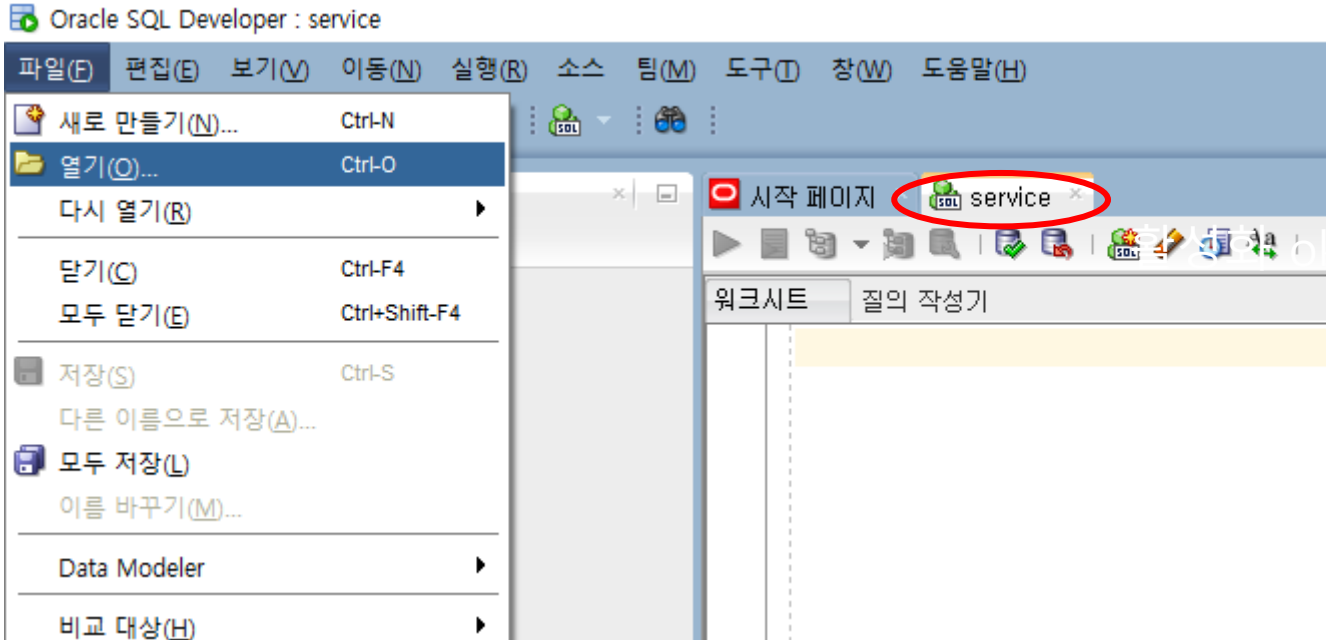 Oracle SQL Developer : service
파일(F) 편집(E) 보기(V) 이동(N) 실행(R) 소스 팀(M) 도구(T) 창(W) 도움말(H)
새로 만들기(N)... Ctrl-N
열기(O)... Ctrl-O
다시 열기(R)
닫기(C) Ctrl-F4
모두 닫기(E) Ctrl+Shift-F4
저장(S) Ctrl-S
다른 이름으로 저장(A)...
모두 저장(L)
이름 바꾸기(M)...
Data Modeler
비교 대상(H)
SQL
시작 페이지 SQL service
SQL
워크시트 질의 작성기